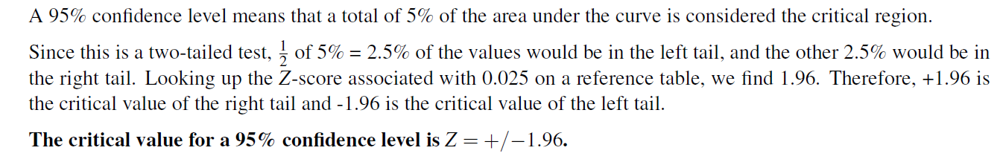 A 95% confidence level means that a total of 5% of the area under the curve is considered the critical region.
Since this is a two-tailed test, 1/2 of 5% = 2.5% of the values would be in the left tail, and the other 2.5% would be in
the right tail. Looking up the Z-score associated with 0.025 on a reference table, we find 1.96. Therefore, +1.96 is
the critical value of the right tail and -1.96 is the critical value of the left tail.
The critical value for a 95% confidence level is Z = +/−1.96.